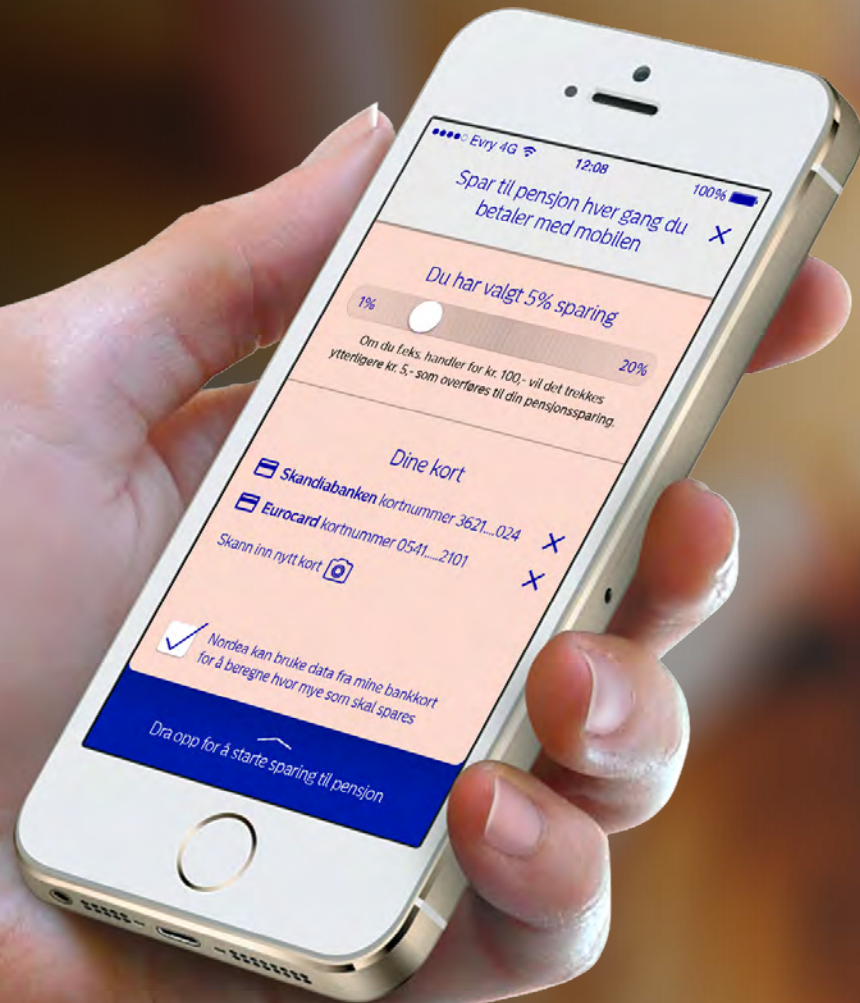 Evry 4G 12:08 100%
Spar til pensjon hver gang du
betaler med mobilen
Du har valgt 5% sparing
1%
20%
Om du f.eks. handler for kr. 100,- vil det trekkes
ytterligere kr. 5,- som overføres til din pensjonssparing.
Dine kort
Skandiabanken kortnummer 3621....024
Eurocard kortnummer 0541.....2101
Skann inn nytt kort
Nordea kan bruke data fra mine bankkort
for å beregne hvor mye som skal spares
Dra opp for å starte sparing til pensjon